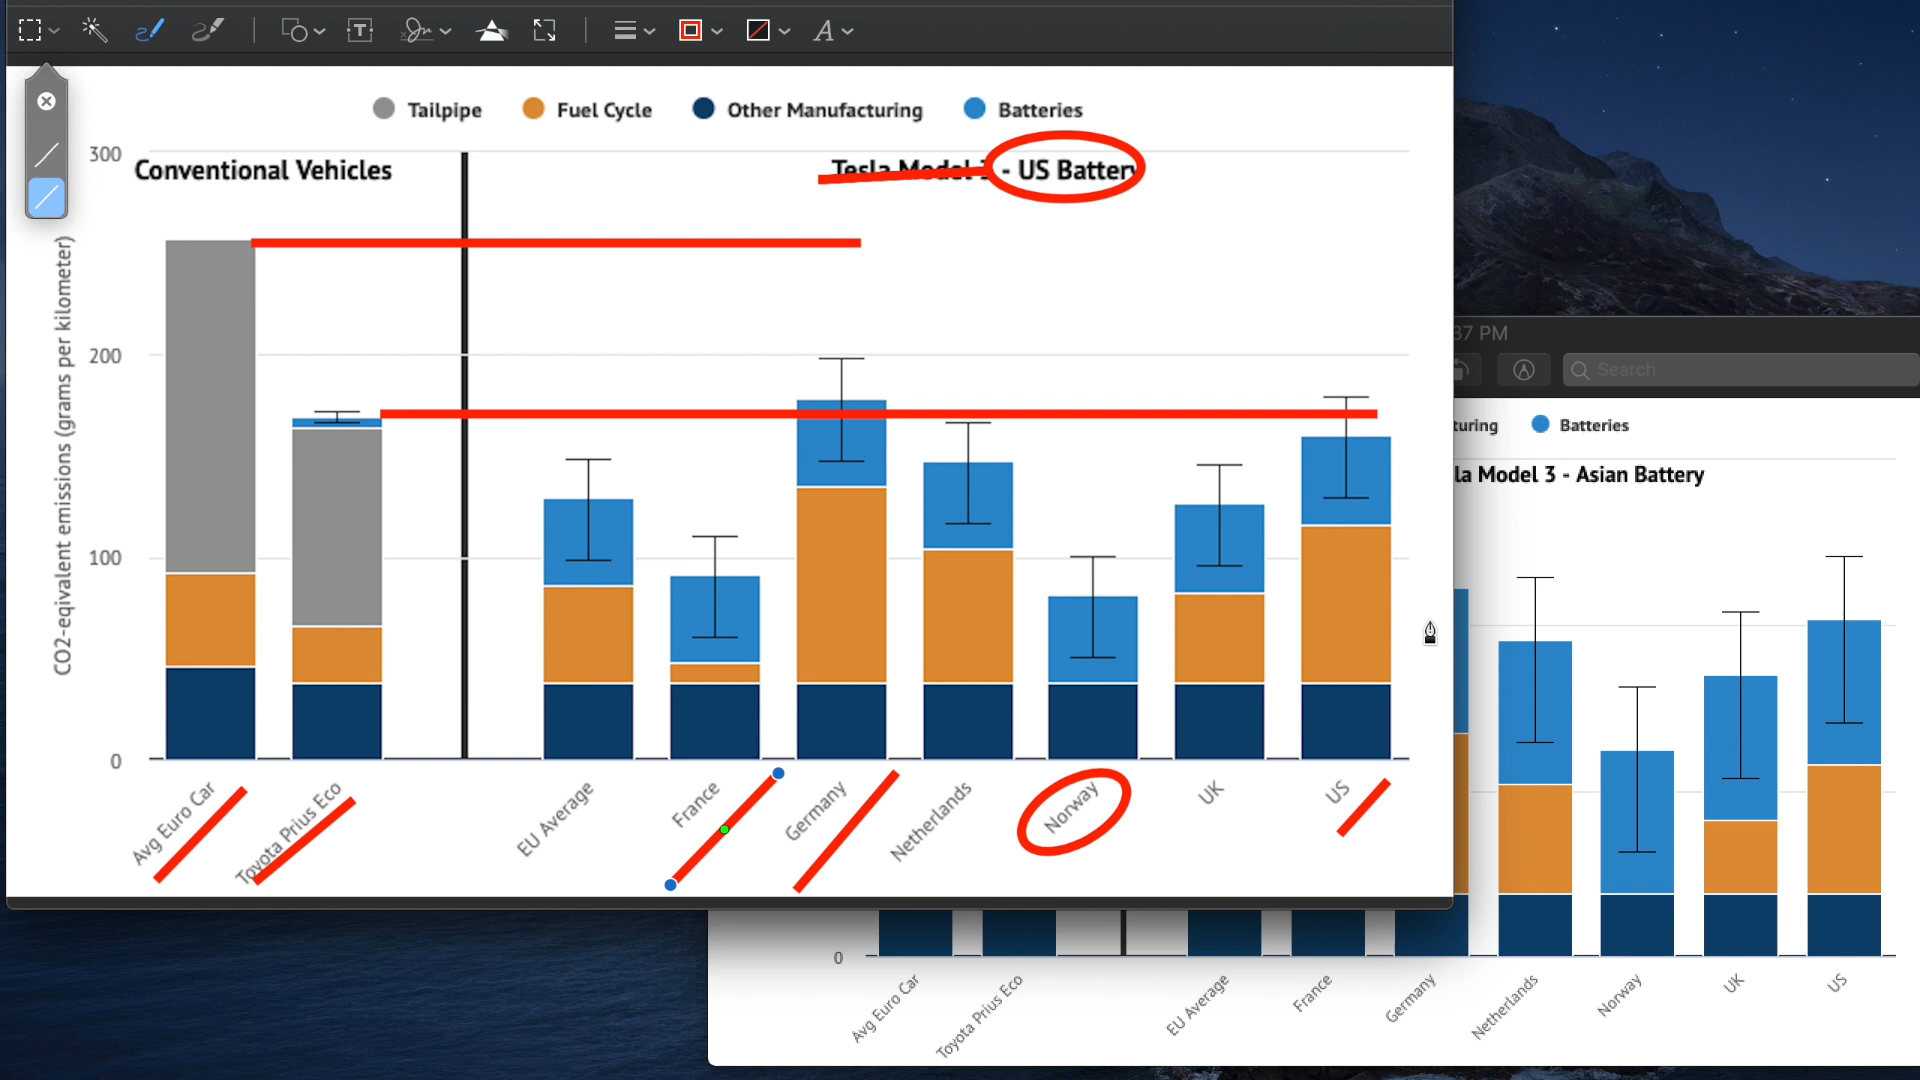 Tailpipe Fuel Cycle Other Manufacturing Batteries
300
Conventional Vehicles
Tesla Model 3 - US Battery
CO2-eqivalent emissions (grams per kilometer)
200
100
0
Avg Euro Car
Toyota Prius Eco
EU Average
France
Germany
Netherlands
Norway
UK
US
37 PM
Search
turing Batteries
la Model 3 - Asian Battery
0
Avg Euro Car
Toyota Prius Eco
EU Average
France
Germany
Netherlands
Norway
UK
US